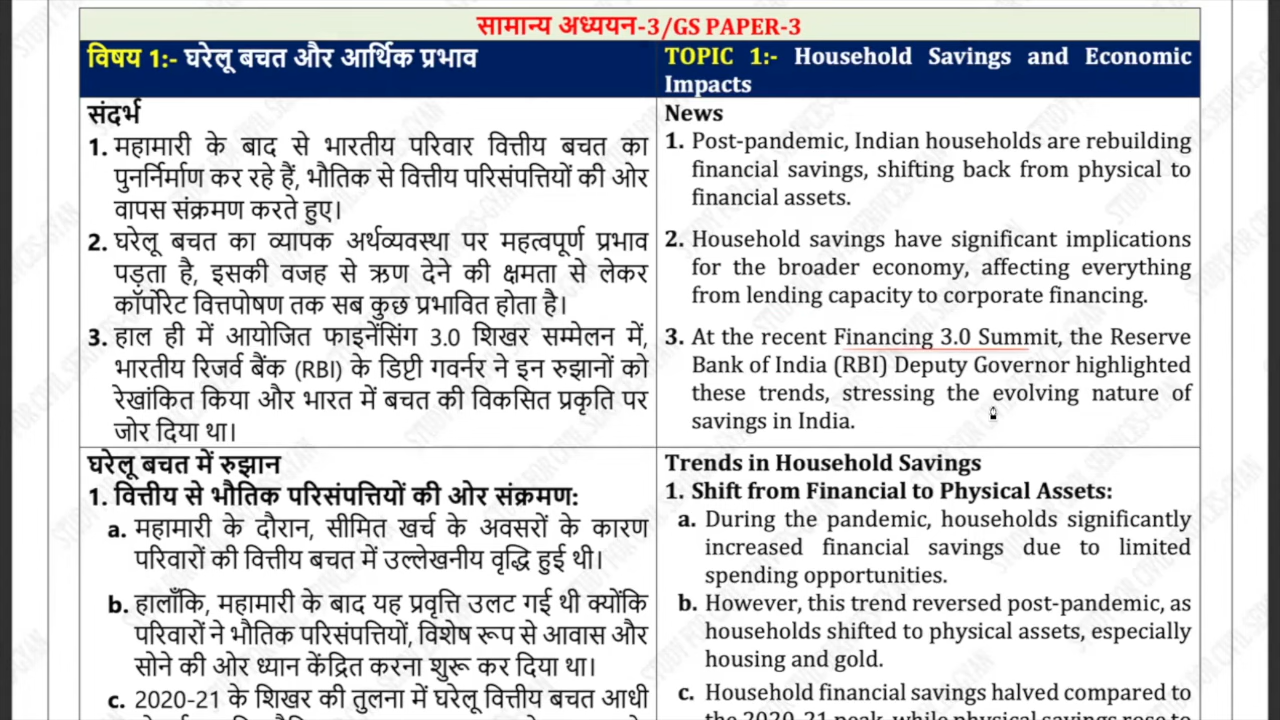 सामान्य अध्ययन-3/GS PAPER-3
विषय 1:- घरेलू बचत और आर्थिक प्रभाव
संदर्भ
1. महामारी के बाद से भारतीय परिवार वित्तीय बचत का
पुनर्निर्माण कर रहे हैं, भौतिक से वित्तीय परिसंपत्तियों की ओर
वापस संक्रमण करते हुए।
2. घरेलू बचत का व्यापक अर्थव्यवस्था पर महत्वपूर्ण प्रभाव
पड़ता है, इसकी वजह से ऋण देने की क्षमता से लेकर
कॉर्पोरेट वित्तपोषण तक सब कुछ प्रभावित होता है।
3. हाल ही में आयोजित फाइनेंसिंग 3.0 शिखर सम्मेलन में,
भारतीय रिजर्व बैंक (RBI) के डिप्टी गवर्नर ने इन रुझानों को
रेखांकित किया और भारत में बचत की विकसित प्रकृति पर
जोर दिया था।
घरेलू बचत में रुझान
1. वित्तीय से भौतिक परिसंपत्तियों की ओर संक्रमण:
a. महामारी के दौरान, सीमित खर्च के अवसरों के कारण
परिवारों की वित्तीय बचत में उल्लेखनीय वृद्धि हुई थी।
b. हालाँकि, महामारी के बाद यह प्रवृत्ति उलट गई थी क्योंकि
परिवारों ने भौतिक परिसंपत्तियों, विशेष रूप से आवास और
सोने की ओर ध्यान केंद्रित करना शुरू कर दिया था।
c. 2020-21 के शिखर की तुलना में घरेलू वित्तीय बचत आधी
TOPIC 1:- Household Savings and Economic
Impacts
News
1. Post-pandemic, Indian households are rebuilding
financial savings, shifting back from physical to
financial assets.
2. Household savings have significant implications
for the broader economy, affecting everything
from lending capacity to corporate financing.
3. At the recent Financing 3.0 Summit, the Reserve
Bank of India (RBI) Deputy Governor highlighted
these trends, stressing the evolving nature of
savings in India.
Trends in Household Savings
1. Shift from Financial to Physical Assets:
a. During the pandemic, households significantly
increased financial savings due to limited
spending opportunities.
b. However, this trend reversed post-pandemic, as
households shifted to physical assets, especially
housing and gold.
c. Household financial savings halved compared to
the 2020-21 peak, while physical savings rose to